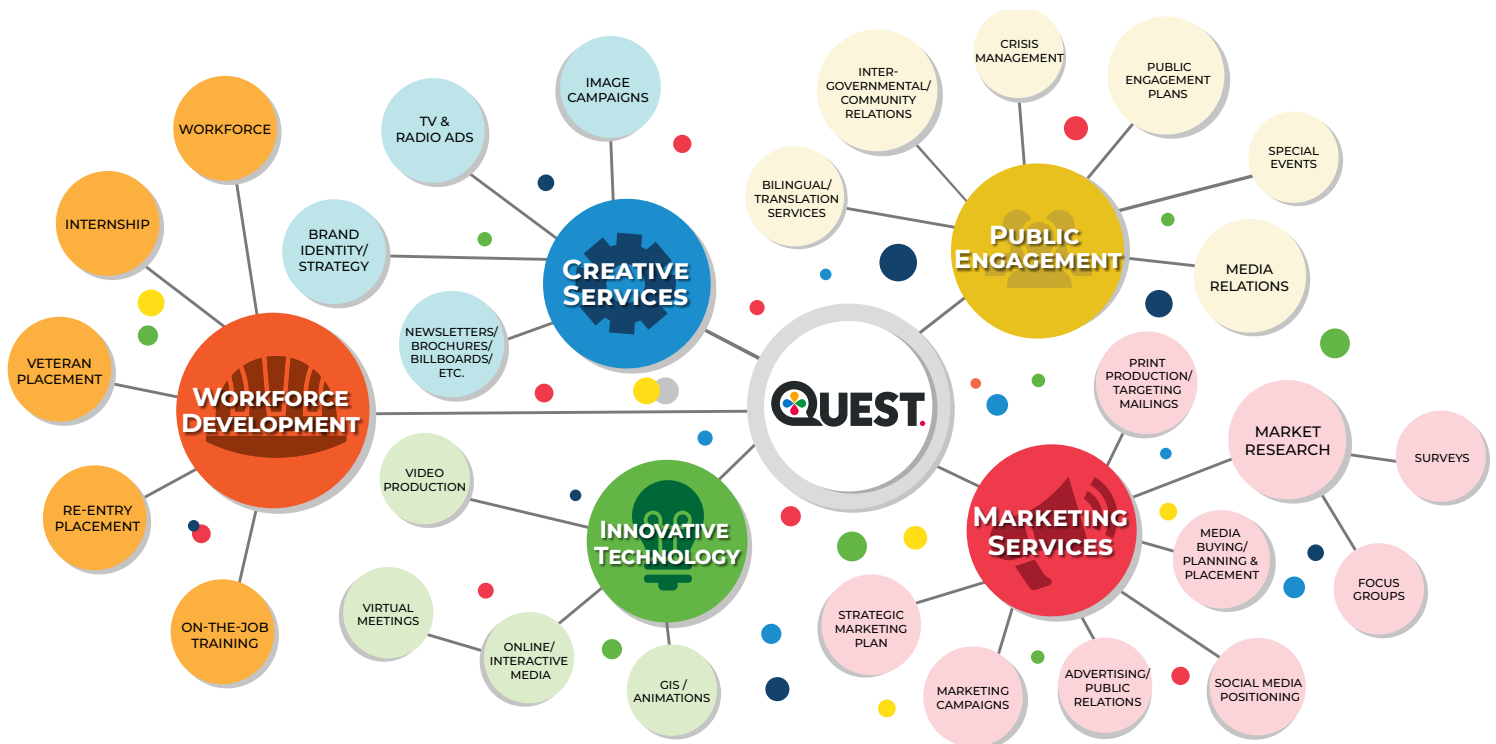 WORKFORCE
INTERNSHIP
VETERAN
PLACEMENT
RE-ENTRY
PLACEMENT
ON-THE-JOB
TRAINING
WORKFORCE
DEVELOPMENT
IMAGE
CAMPAIGNS
TV &
RADIO ADS
BRAND
IDENTITY/
STRATEGY
NEWSLETTERS/
BROCHURES/
BILLBOARDS/
ETC.
CREATIVE
SERVICES
VIDEO
PRODUCTION
VIRTUAL
MEETINGS
ONLINE/
INTERACTIVE
MEDIA
GIS /
ANIMATIONS
INNOVATIVE
TECHNOLOGY
QUEST.
BILINGUAL/
TRANSLATION
SERVICES
INTER-
GOVERNMENTAL/
COMMUNITY
RELATIONS
CRISIS
MANAGEMENT
PUBLIC
ENGAGEMENT
PLANS
SPECIAL
EVENTS
MEDIA
RELATIONS
PUBLIC
ENGAGEMENT
PRINT
PRODUCTION/
TARGETING
MAILINGS
MARKET
RESEARCH
SURVEYS
FOCUS
GROUPS
MEDIA
BUYING/
PLANNING &
PLACEMENT
SOCIAL MEDIA
POSITIONING
ADVERTISING/
PUBLIC
RELATIONS
MARKETING
CAMPAIGNS
STRATEGIC
MARKETING
PLAN
MARKETING
SERVICES